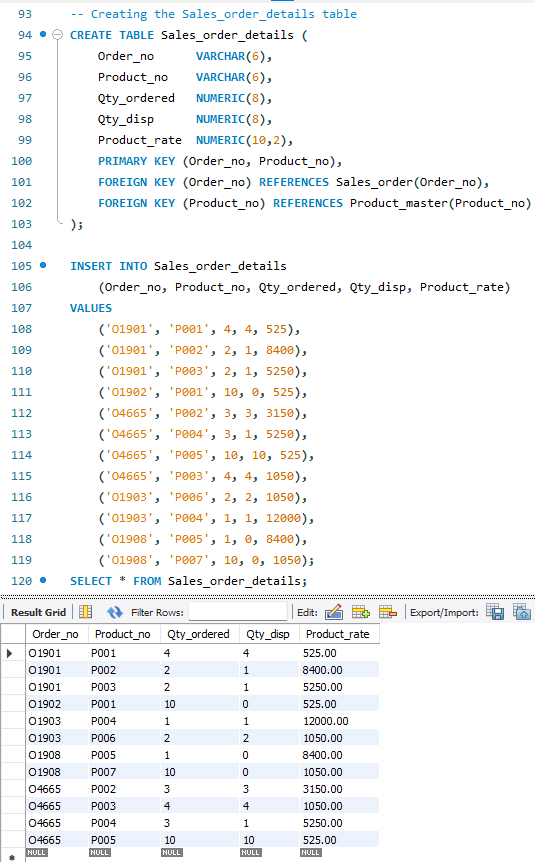 93 -- Creating the Sales_order_details table
94 CREATE TABLE Sales_order_details (
95 Order_no VARCHAR(6),
96 Product_no VARCHAR(6),
97 Qty_ordered NUMERIC(8),
98 Qty_disp NUMERIC(8),
99 Product_rate NUMERIC(10,2),
100 PRIMARY KEY (Order_no, Product_no),
101 FOREIGN KEY (Order_no) REFERENCES Sales_order(Order_no),
102 FOREIGN KEY (Product_no) REFERENCES Product_master(Product_no)
103 );
104
105 INSERT INTO Sales_order_details
106 (Order_no, Product_no, Qty_ordered, Qty_disp, Product_rate)
107 VALUES
108 ('O1901', 'P001', 4, 4, 525),
109 ('O1901', 'P002', 2, 1, 8400),
110 ('O1901', 'P003', 2, 1, 5250),
111 ('O1902', 'P001', 10, 0, 525),
112 ('O4665', 'P002', 3, 3, 3150),
113 ('O4665', 'P004', 3, 1, 5250),
114 ('O4665', 'P005', 10, 10, 525),
115 ('O4665', 'P003', 4, 4, 1050),
116 ('O1903', 'P006', 2, 2, 1050),
117 ('O1903', 'P004', 1, 1, 12000),
118 ('O1908', 'P005', 1, 0, 8400),
119 ('O1908', 'P007', 10, 0, 1050);
120 SELECT * FROM Sales_order_details;
Result Grid Filter Rows: Edit: Export/Import:
Order_no Product_no Qty_ordered Qty_disp Product_rate
O1901 P001 4 4 525.00
O1901 P002 2 1 8400.00
O1901 P003 2 1 5250.00
O1902 P001 10 0 525.00
O1903 P004 1 1 12000.00
O1903 P006 2 2 1050.00
O1908 P005 1 0 8400.00
O1908 P007 10 0 1050.00
O4665 P002 3 3 3150.00
O4665 P003 4 4 1050.00
O4665 P004 3 1 5250.00
O4665 P005 10 10 525.00
NULL NULL NULL NULL NULL